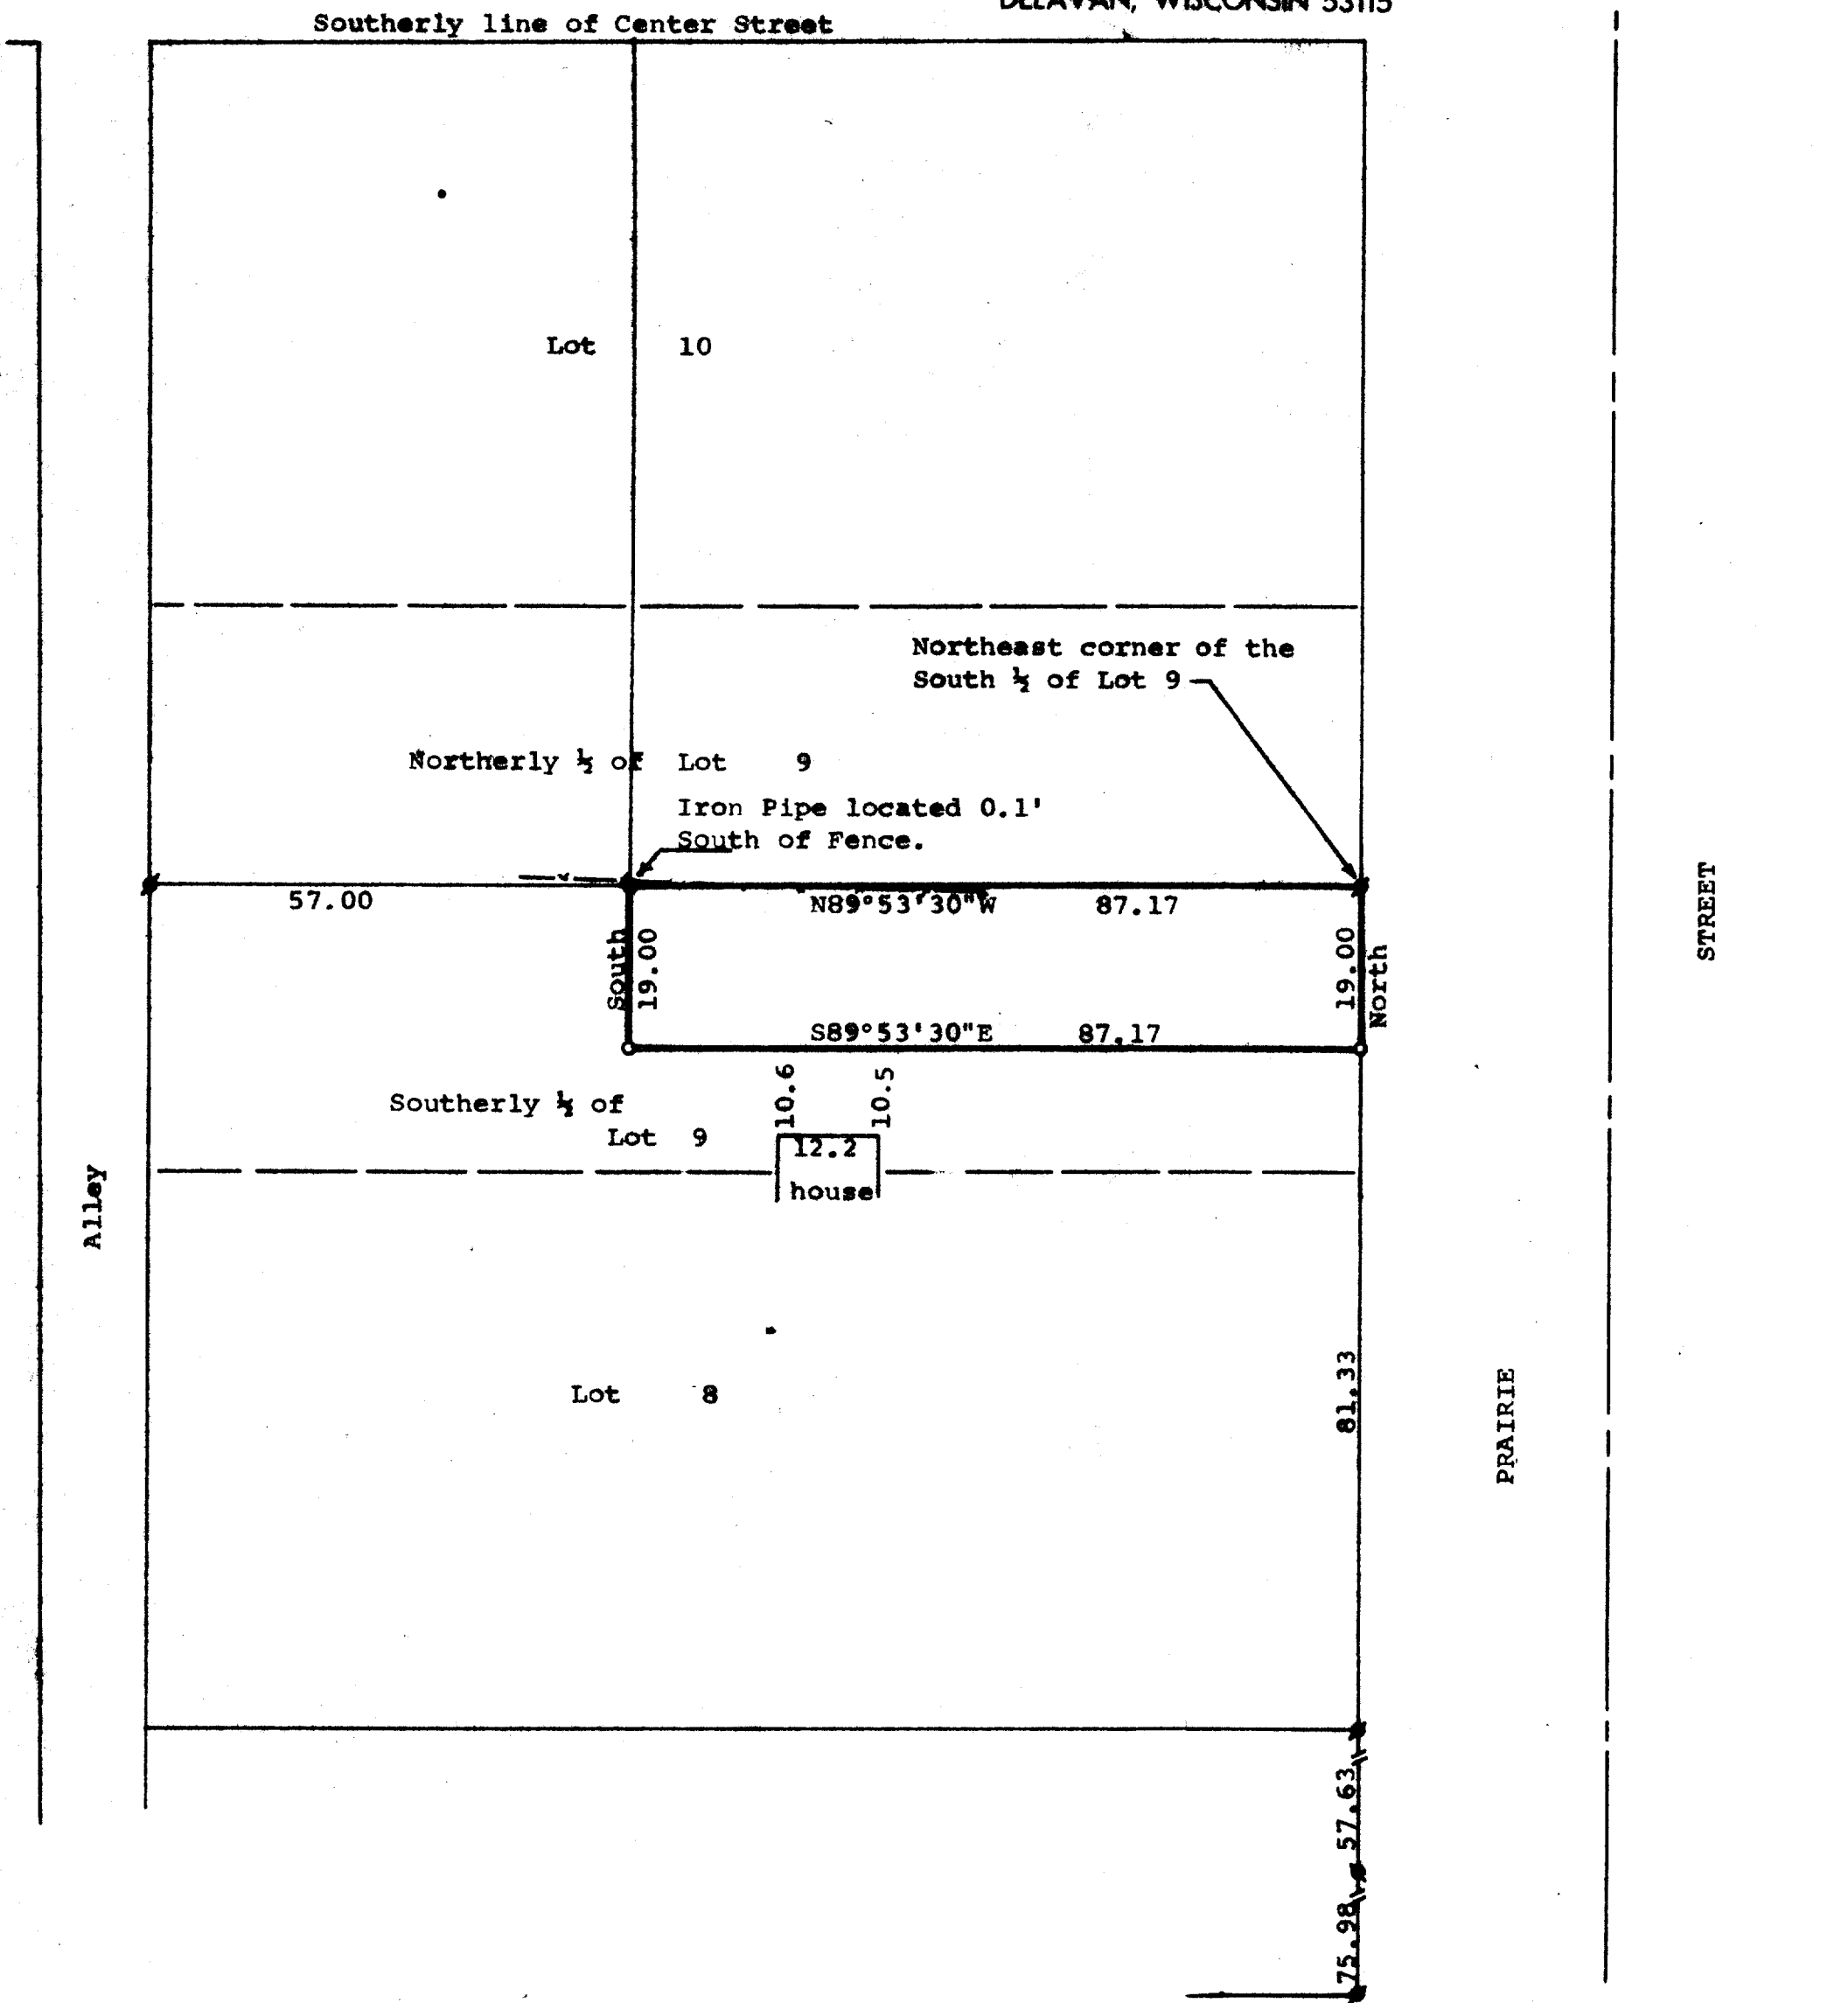 DELAVAN, WISCONSIN 53115
Southerly line of Center Street
Lot 10
Northeast corner of the
South ½ of Lot 9
Northerly ½ of Lot 9
Iron Pipe located 0.1'
South of Fence.
57.00
N89°53'30"W 87.17
South
19.00
19.00
North
STREET
S89°53'30"E 87.17
10.6
10.5
Southerly ½ of
Lot 9
12.2
house
Alley
81.33
PRAIRIE
Lot 8
57.63
75.98